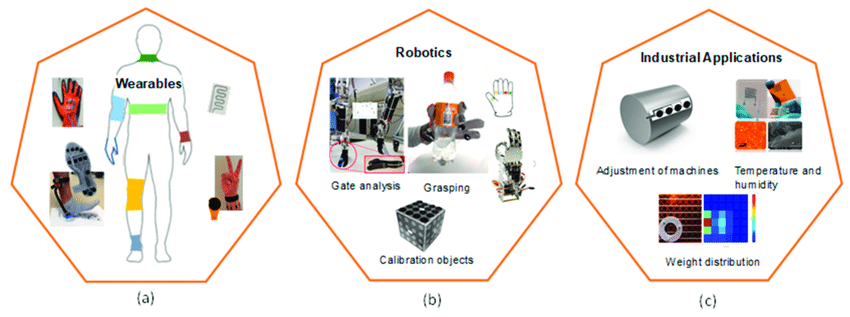 Wearables
(a)
Robotics
Gate analysis
Grasping
Calibration objects
(b)
Industrial Applications
Adjustment of machines
Temperature and
humidity
Weight distribution
(c)